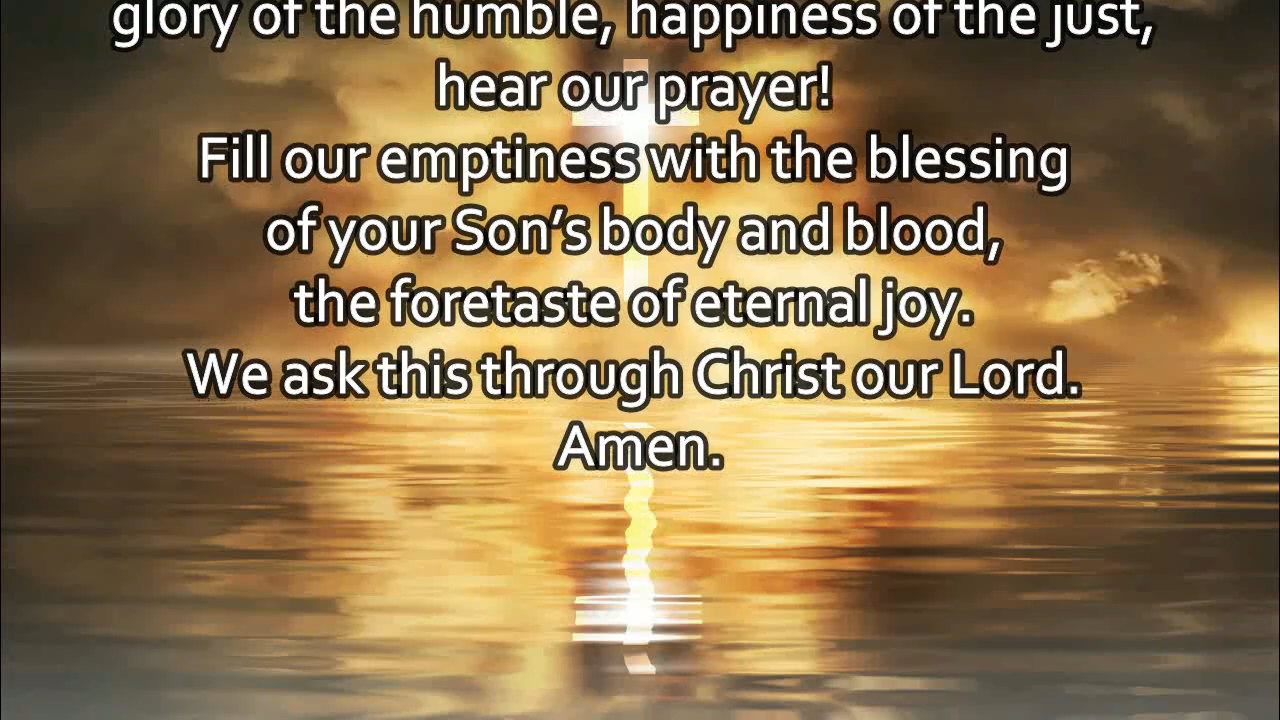 glory of the humble, happiness of the just,
hear our prayer!
Fill our emptiness with the blessing
of your Son’s body and blood,
the foretaste of eternal joy.
We ask this through Christ our Lord.
Amen.